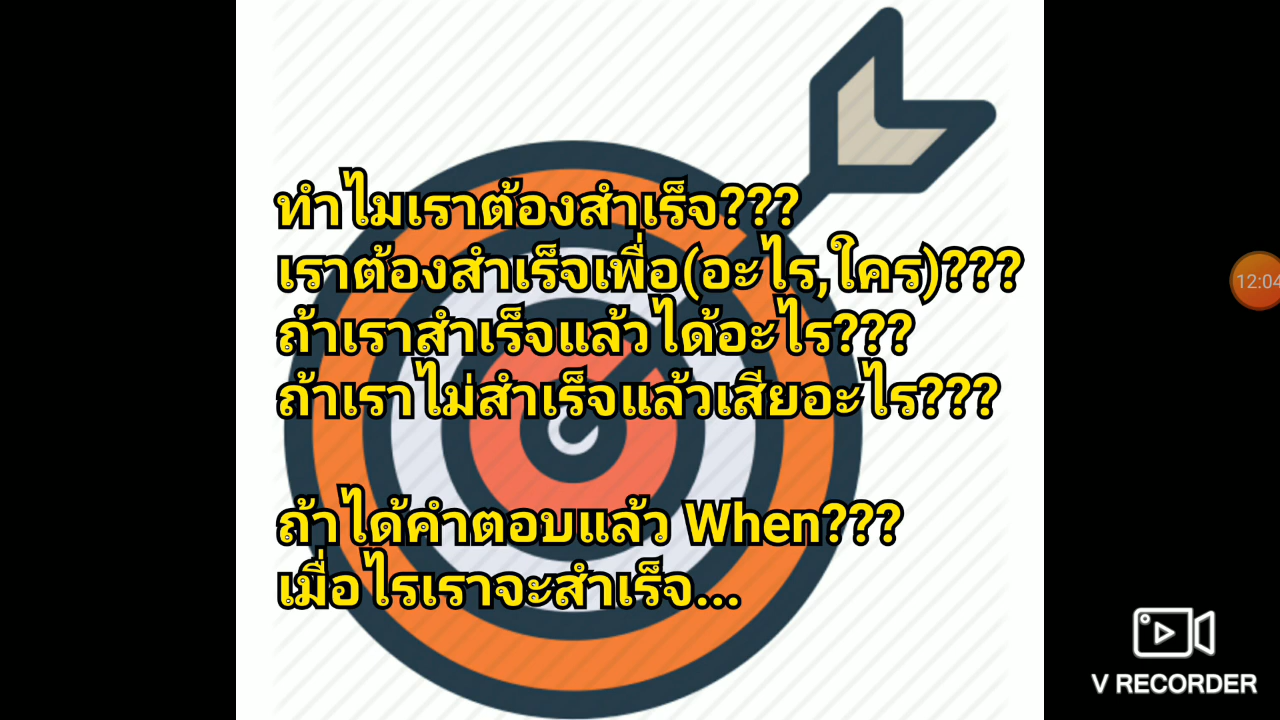 ทำไมเราต้องสำเร็จ???
เราต้องสำเร็จเพื่อ(อะไร,ใคร)???
ถ้าเราสำเร็จแล้วได้อะไร???
ถ้าเราไม่สำเร็จแล้วเสียอะไร???
ถ้าได้คำตอบแล้ว When???
เมื่อไรเราจะสำเร็จ...
12:04
V RECORDER